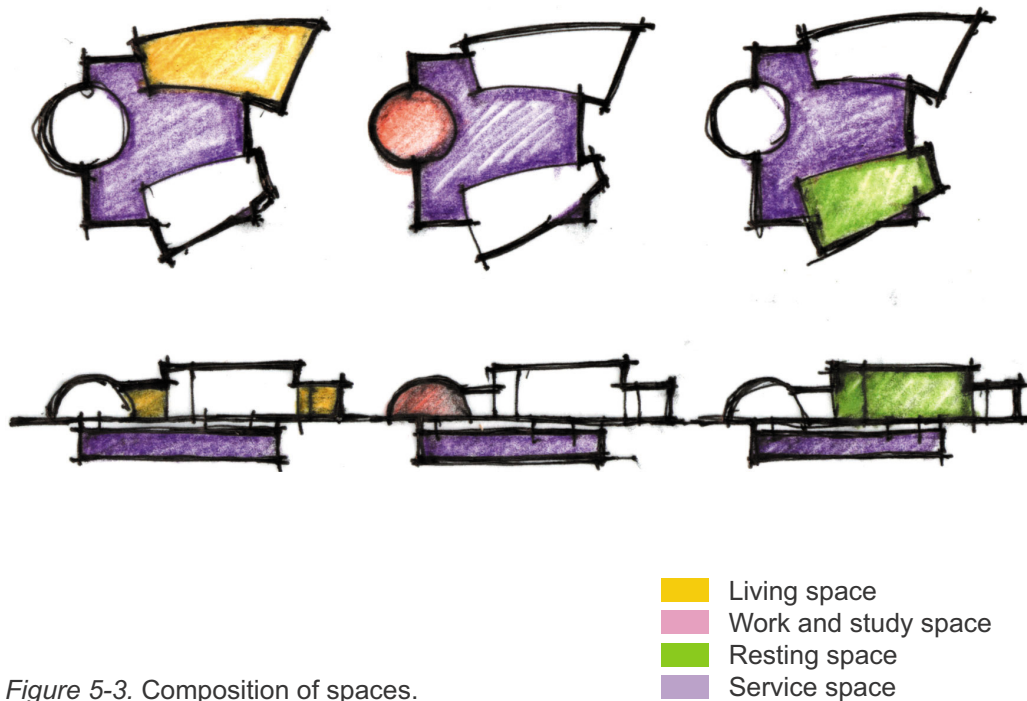 Living space
Work and study space
Resting space
Service space
Figure 5-3. Composition of spaces.